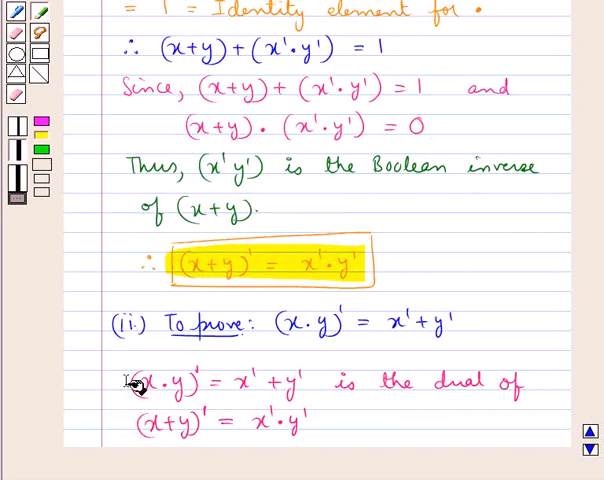 = 1 = Identity element for •
∴ (x+y)+(x'•y') = 1
Since, (x+y)+(x'•y') = 1 and
(x+y)•(x'•y') = 0
Thus, (x'y') is the Boolean inverse
of (x+y).
∴ (x+y)' = x'•y'
(ii.) To prove: (x•y)' = x'+y'
(x•y)' = x'+y' is the dual of
(x+y)' = x'•y'